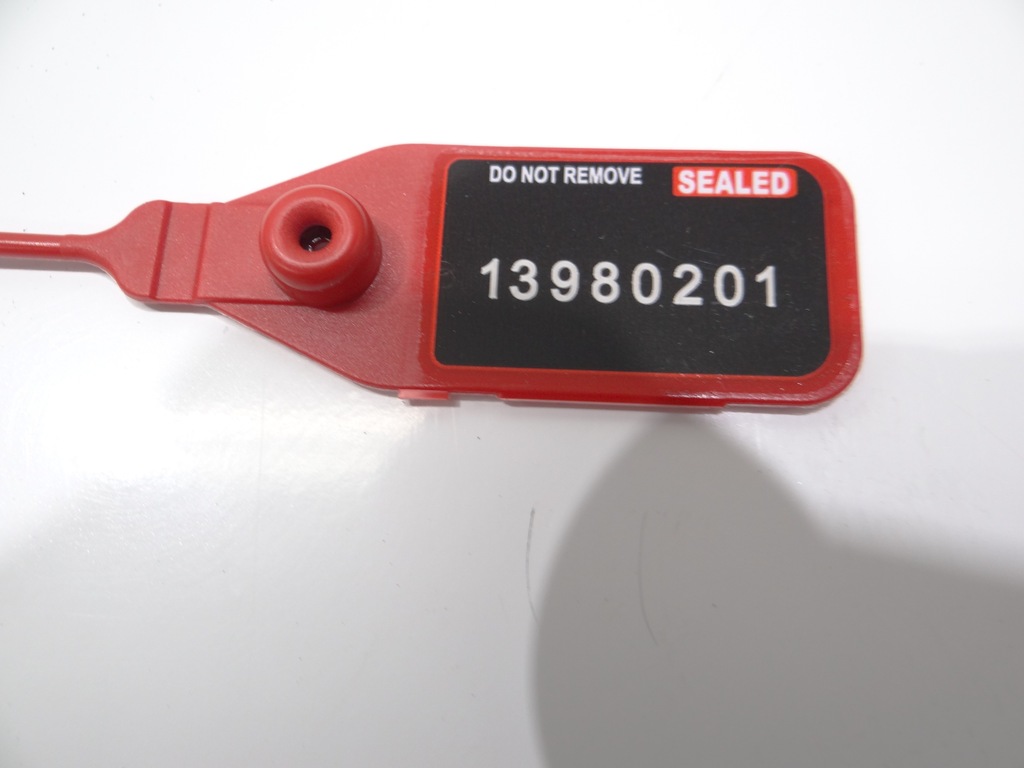 DO NOT REMOVE SEALED
13980201